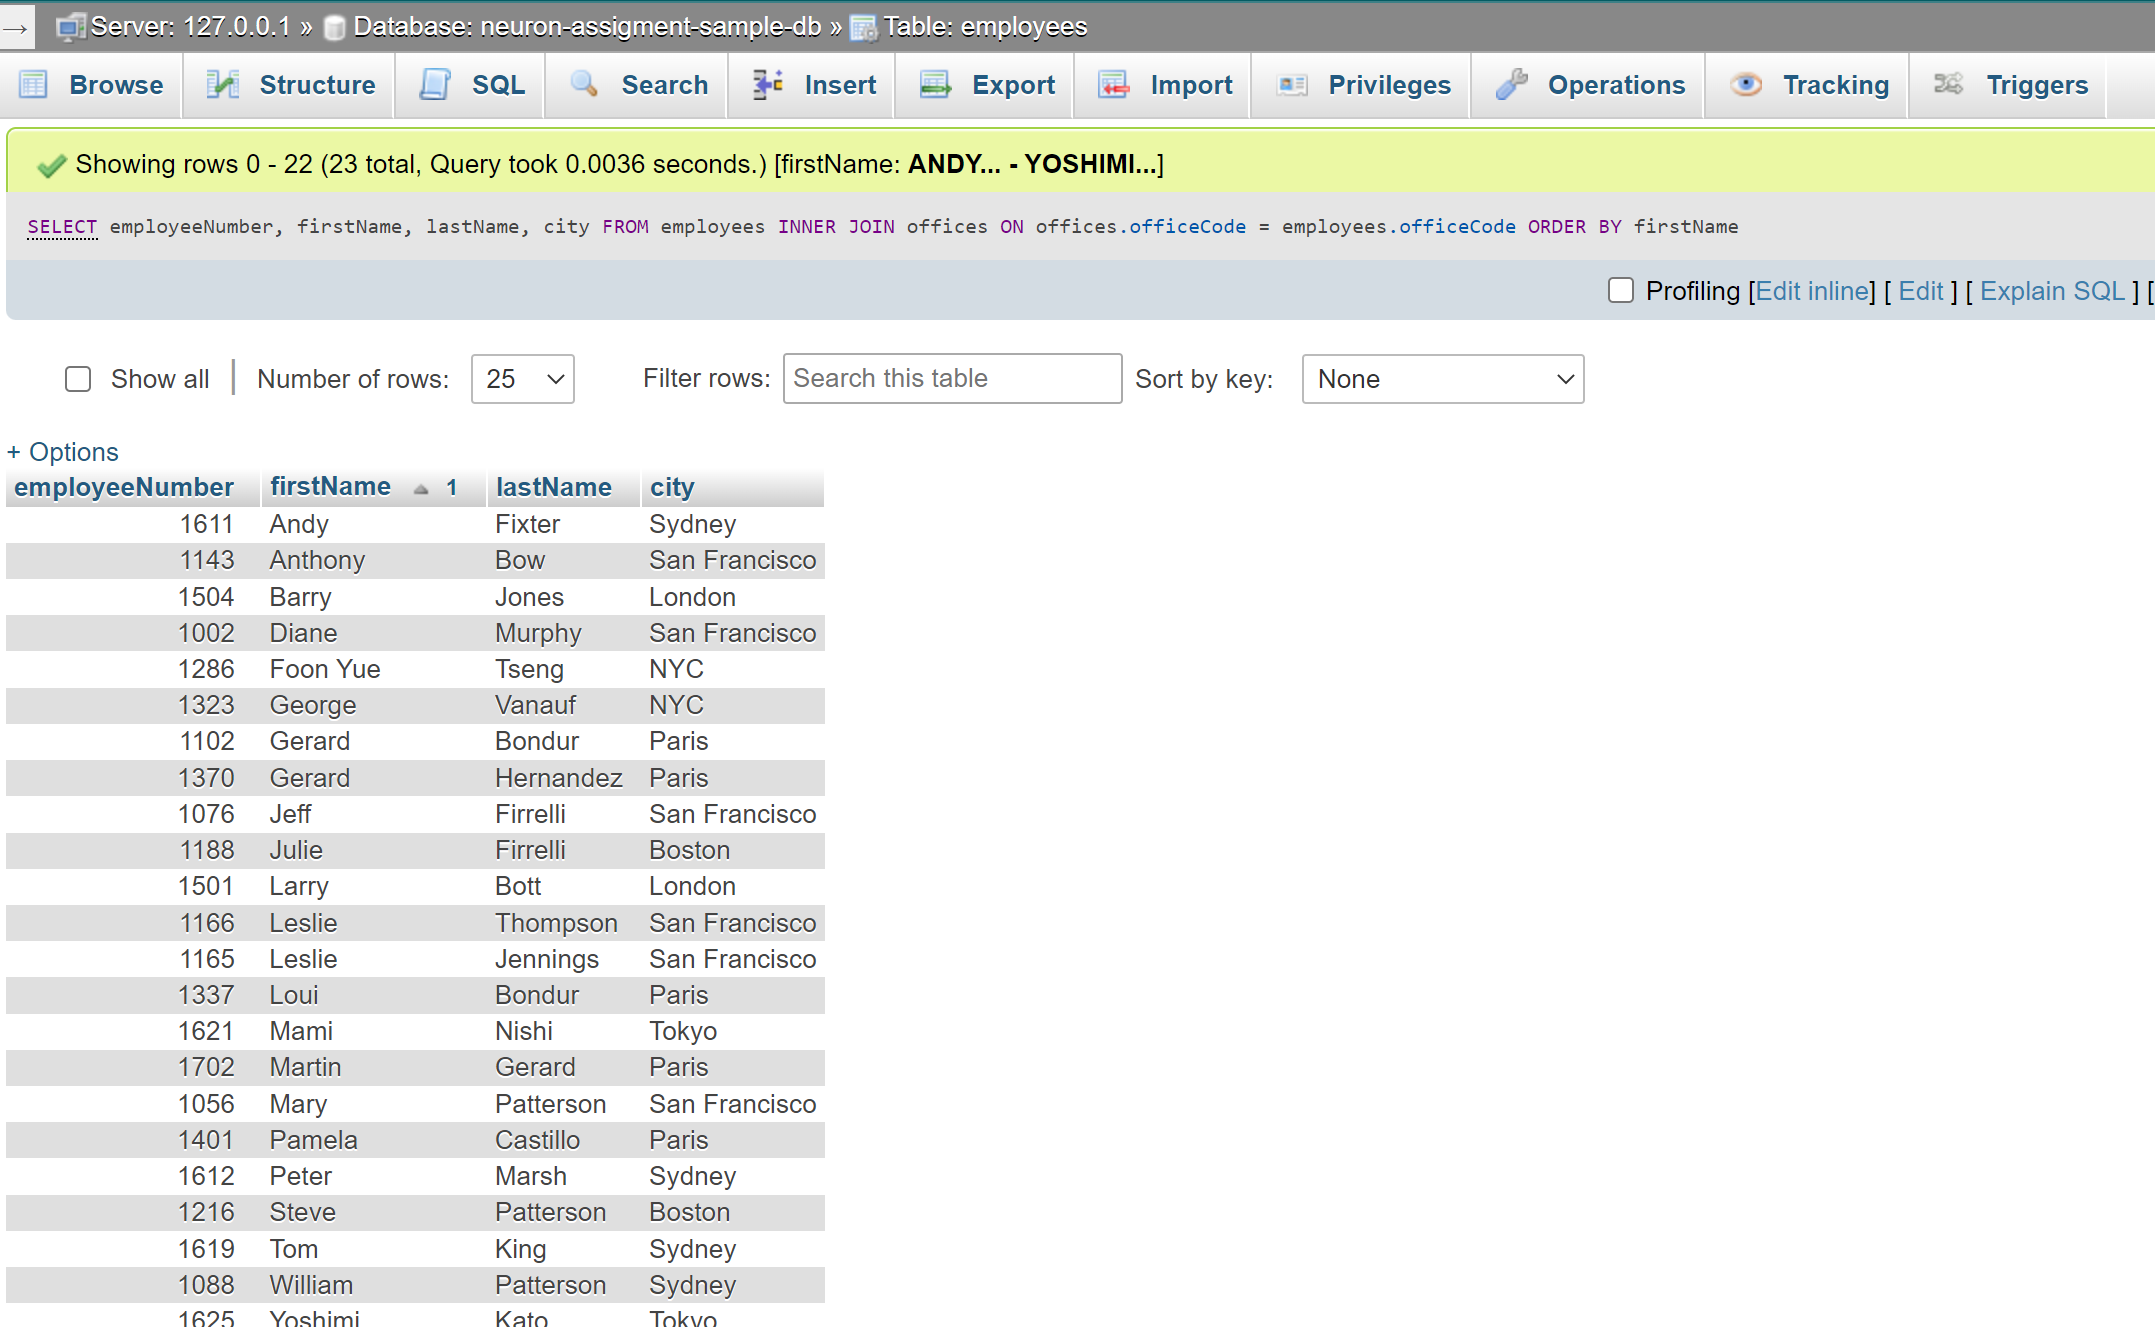 → Server: 127.0.0.1 » Database: neuron-assigment-sample-db » Table: employees
Browse Structure SQL Search Insert Export Import Privileges Operations Tracking Triggers
Showing rows 0 - 22 (23 total, Query took 0.0036 seconds.) [firstName: ANDY... - YOSHIMI...]
SELECT employeeNumber, firstName, lastName, city FROM employees INNER JOIN offices ON offices.officeCode = employees.officeCode ORDER BY firstName
Profiling [Edit inline] [ Edit ] [ Explain SQL ] [
Show all | Number of rows: 25 Filter rows: Search this table Sort by key: None
+ Options
employeeNumber firstName 1 lastName city
1611 Andy Fixter Sydney
1143 Anthony Bow San Francisco
1504 Barry Jones London
1002 Diane Murphy San Francisco
1286 Foon Yue Tseng NYC
1323 George Vanauf NYC
1102 Gerard Bondur Paris
1370 Gerard Hernandez Paris
1076 Jeff Firrelli San Francisco
1188 Julie Firrelli Boston
1501 Larry Bott London
1166 Leslie Thompson San Francisco
1165 Leslie Jennings San Francisco
1337 Loui Bondur Paris
1621 Mami Nishi Tokyo
1702 Martin Gerard Paris
1056 Mary Patterson San Francisco
1401 Pamela Castillo Paris
1612 Peter Marsh Sydney
1216 Steve Patterson Boston
1619 Tom King Sydney
1088 William Patterson Sydney
1625 Yoshimi Kato Tokyo